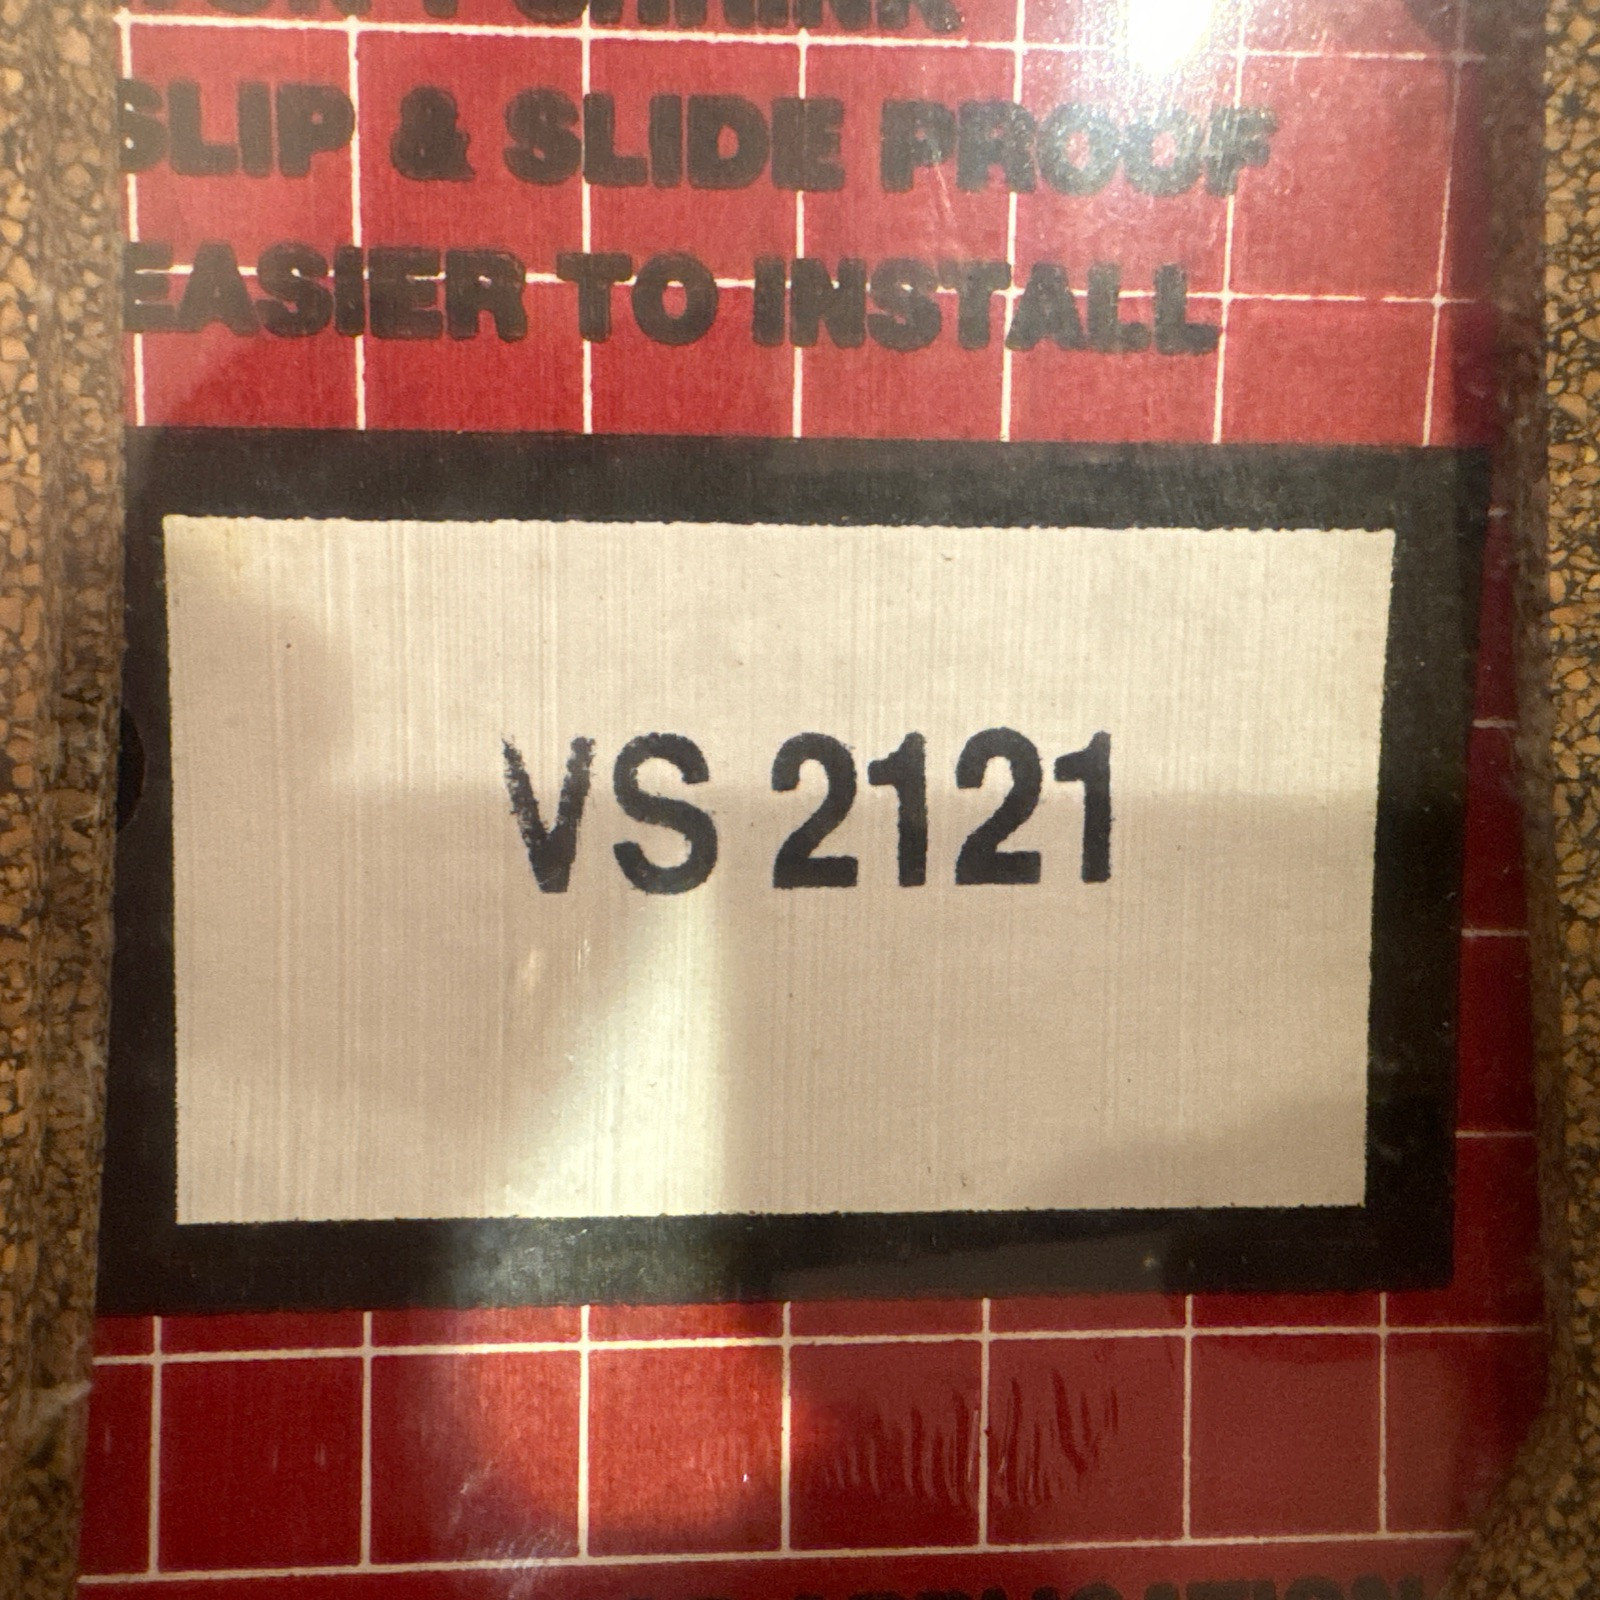 SLIP & SLIDE PROOF
EASIER TO INSTALL
VS 2121